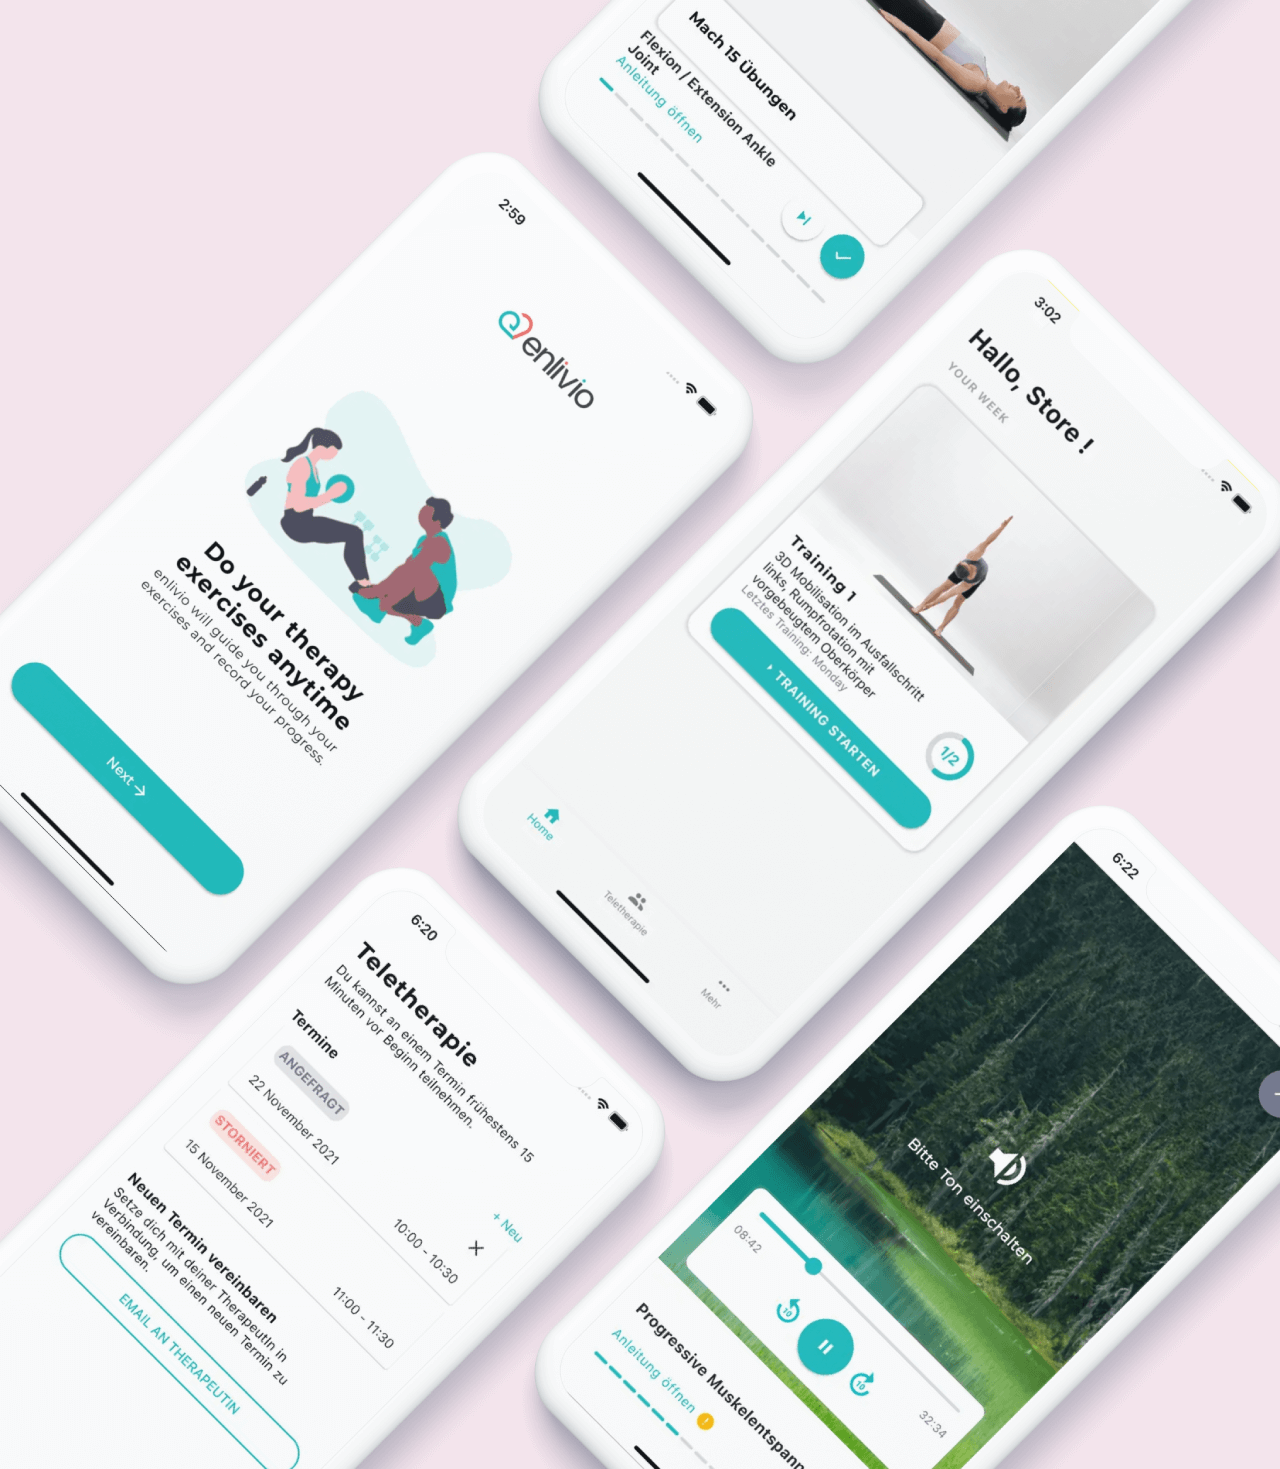 Mach 15 Übungen
Flexion / Extension Ankle
Joint
Anleitung öffnen
2:59
enlivio
Do your therapy
exercises anytime
enlivio will guide you through your
exercises and record your progress.
Next →
3:02
Hallo, Store !
YOUR WEEK
Training 1
3D Mobilisation im Ausfallschritt
links, Rumpfrotation mit
vorgebeugtem Oberkörper
Letztes Training: Monday
1/2
TRAINING STARTEN
Home
Teletherapie
Mehr
6:20
Teletherapie
Du kannst an einem Termin frühestens 15
Minuten vor Beginn teilnehmen.
Termine
+ Neu
ANGEFRAGT
22 November 2021
10:00 - 10:30
STORNIERT
15 November 2021
11:00 - 11:30
Neuen Termin vereinbaren
Setze dich mit deiner TherapeutIn in
Verbindung, um einen neuen Termin zu
vereinbaren.
EMAIL AN THERAPEUTIN
6:22
Bitte Ton einschalten
08:42
32:34
10
10
Progressive Muskelentspann
Anleitung öffnen